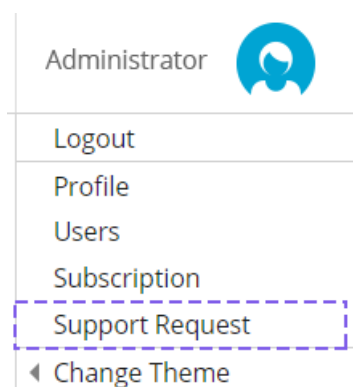 Administrator
Logout
Profile
Users
Subscription
Support Request
Change Theme